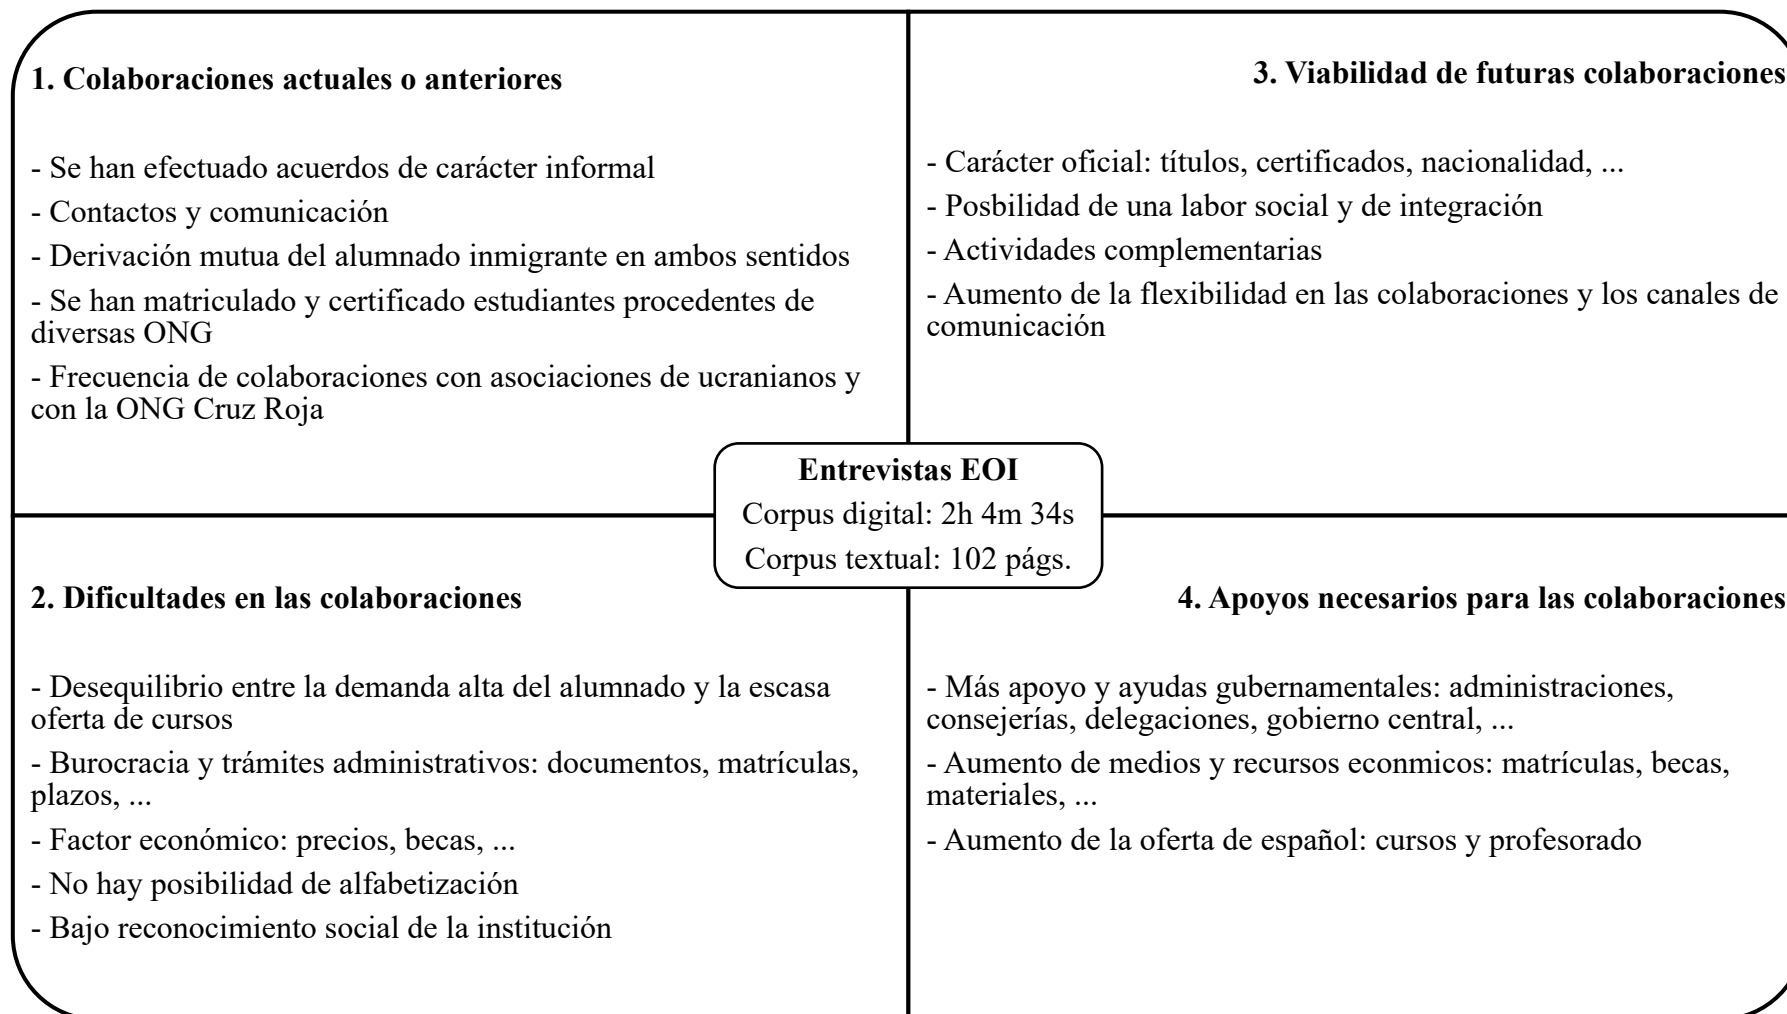 1. Colaboraciones actuales o anteriores
- Se han efectuado acuerdos de carácter informal
- Contactos y comunicación
- Derivación mutua del alumnado inmigrante en ambos sentidos
- Se han matriculado y certificado estudiantes procedentes de
diversas ONG
- Frecuencia de colaboraciones con asociaciones de ucranianos y
con la ONG Cruz Roja
3. Viabilidad de futuras colaboraciones
- Carácter oficial: títulos, certificados, nacionalidad, ...
- Posbilidad de una labor social y de integración
- Actividades complementarias
- Aumento de la flexibilidad en las colaboraciones y los canales de
comunicación
Entrevistas EOI
Corpus digital: 2h 4m 34s
Corpus textual: 102 págs.
2. Dificultades en las colaboraciones
- Desequilibrio entre la demanda alta del alumnado y la escasa
oferta de cursos
- Burocracia y trámites administrativos: documentos, matrículas,
plazos, ...
- Factor económico: precios, becas, ...
- No hay posibilidad de alfabetización
- Bajo reconocimiento social de la institución
4. Apoyos necesarios para las colaboraciones
- Más apoyo y ayudas gubernamentales: administraciones,
consejerías, delegaciones, gobierno central, ...
- Aumento de medios y recursos econmicos: matrículas, becas,
materiales, ...
- Aumento de la oferta de español: cursos y profesorado